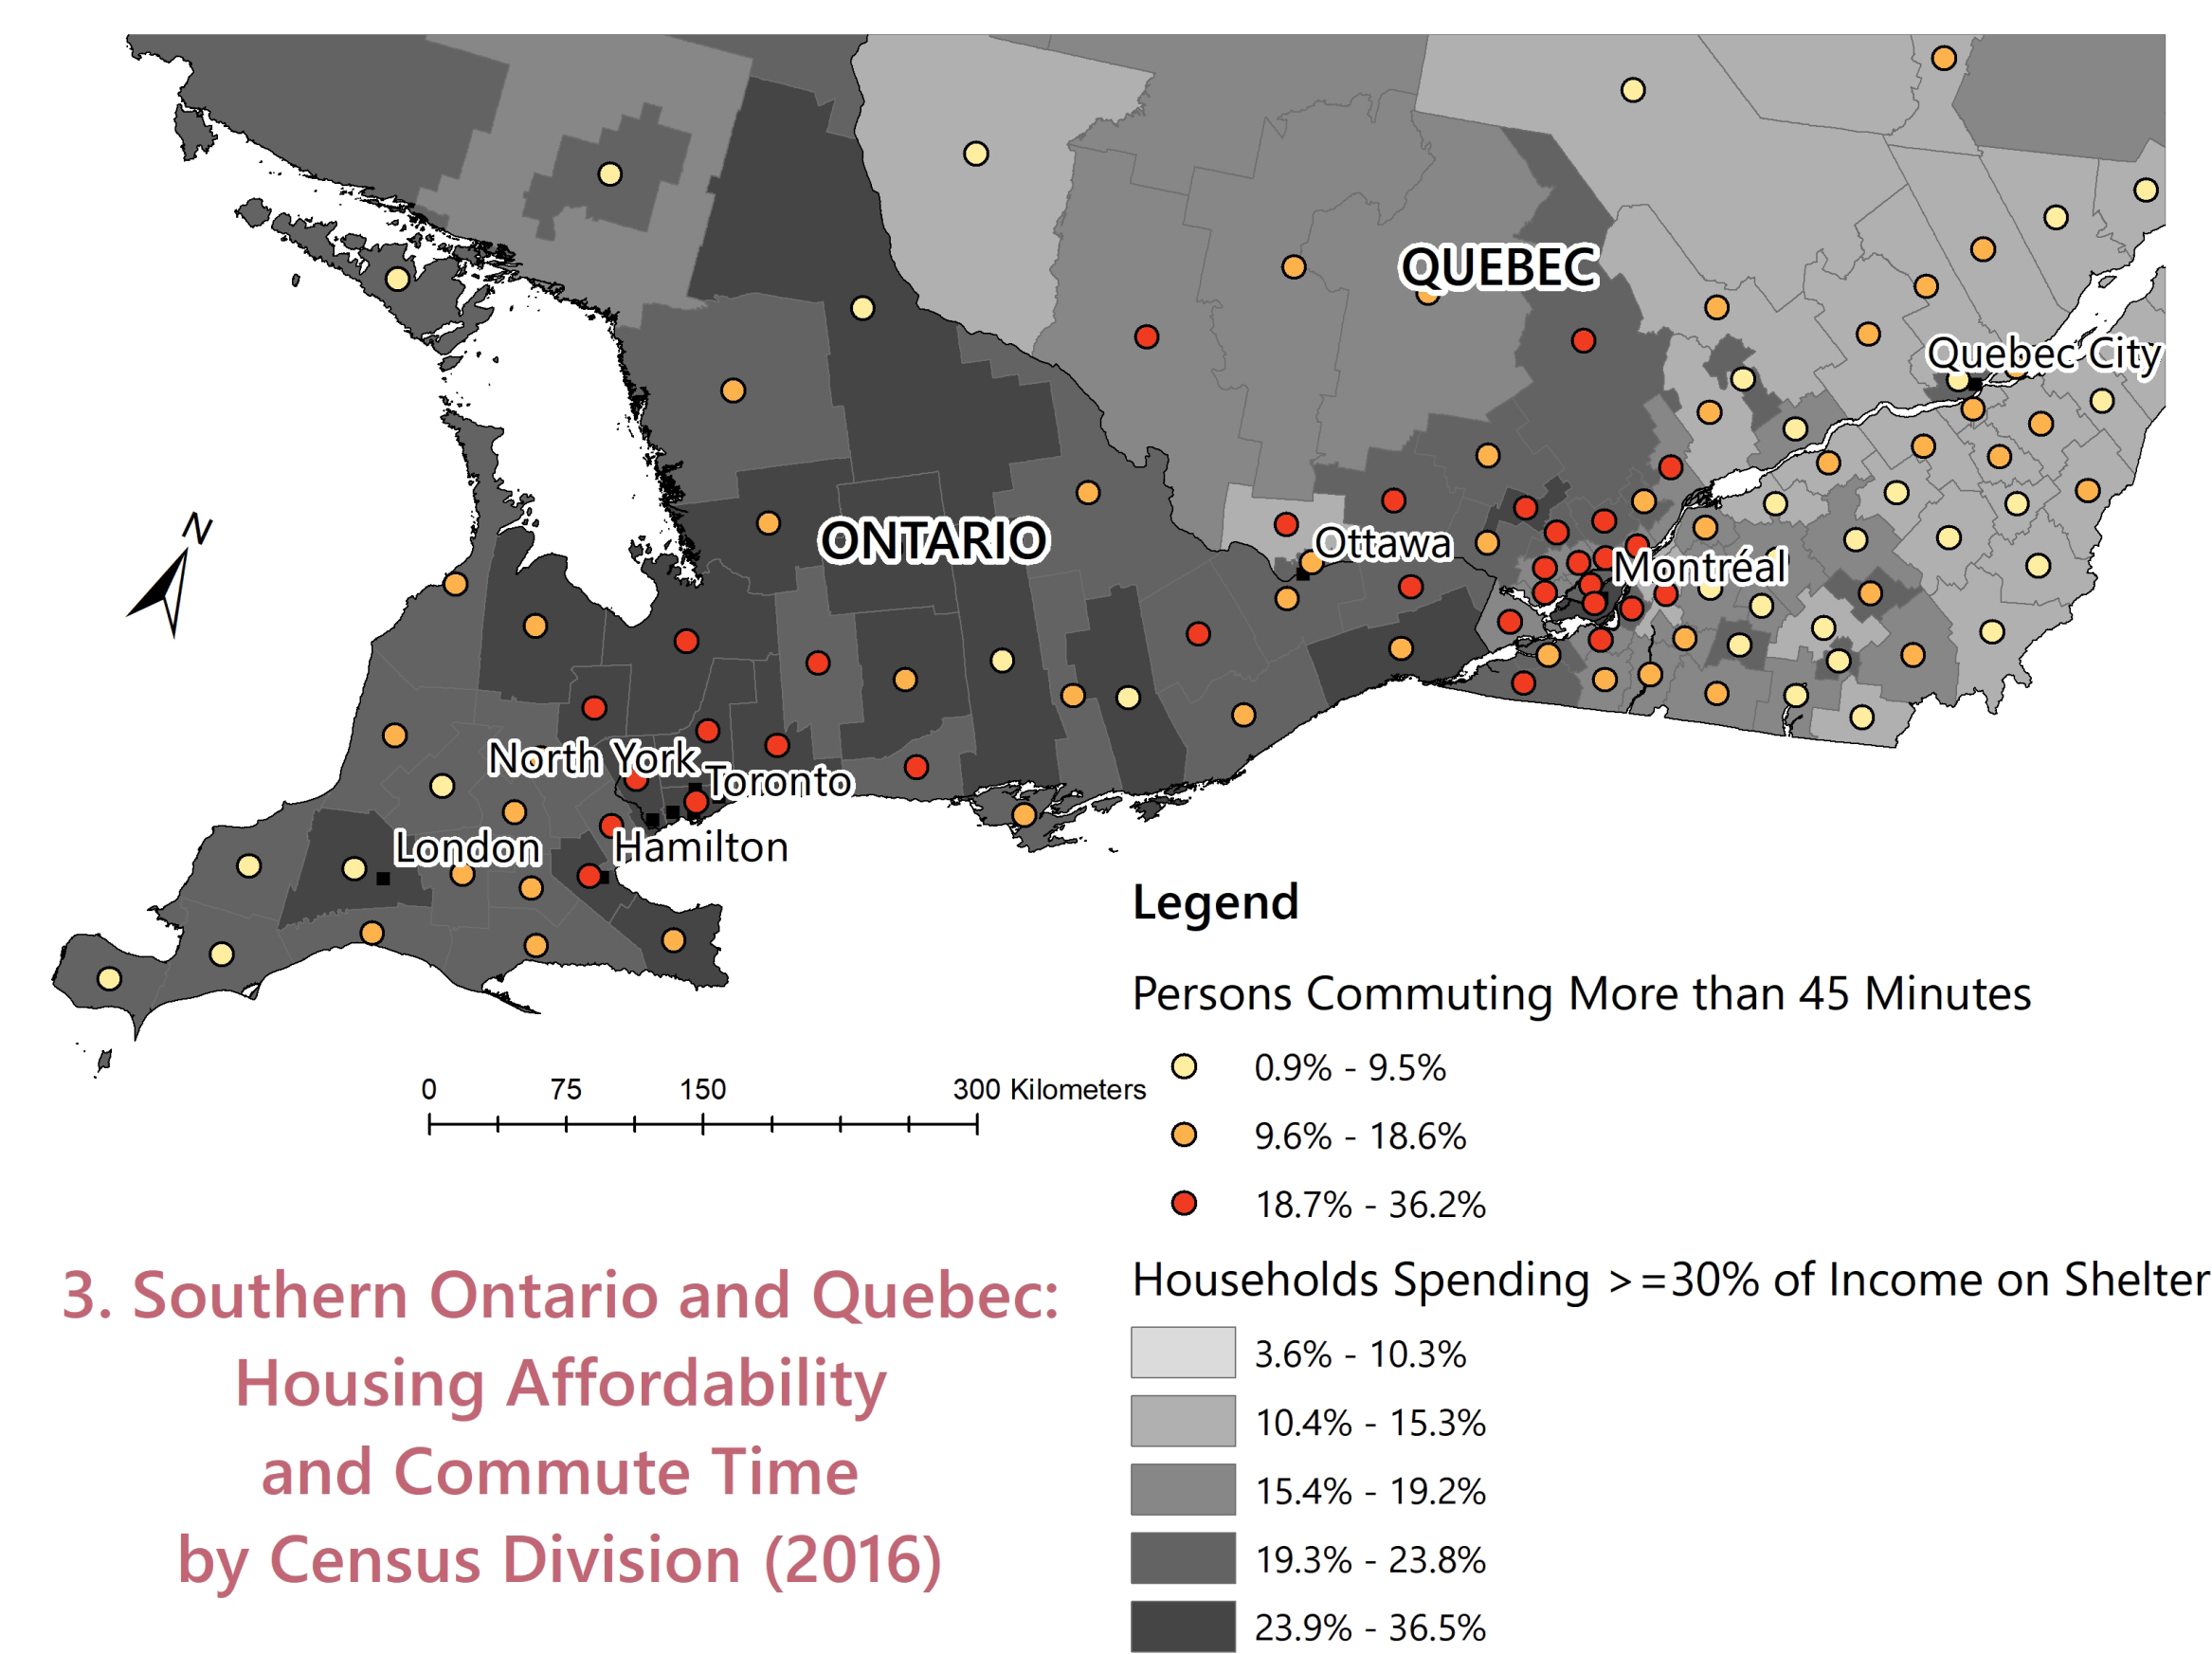 QUEBEC
Quebec City
N
ONTARIO
Ottawa
Montréal
North York
Toronto
London
Hamilton
Legend
Persons Commuting More than 45 Minutes
0.9% - 9.5%
9.6% - 18.6%
18.7% - 36.2%
0 75 150 300 Kilometers
Households Spending >=30% of Income on Shelter
3.6% - 10.3%
10.4% - 15.3%
15.4% - 19.2%
19.3% - 23.8%
23.9% - 36.5%
3. Southern Ontario and Quebec:
Housing Affordability
and Commute Time
by Census Division (2016)